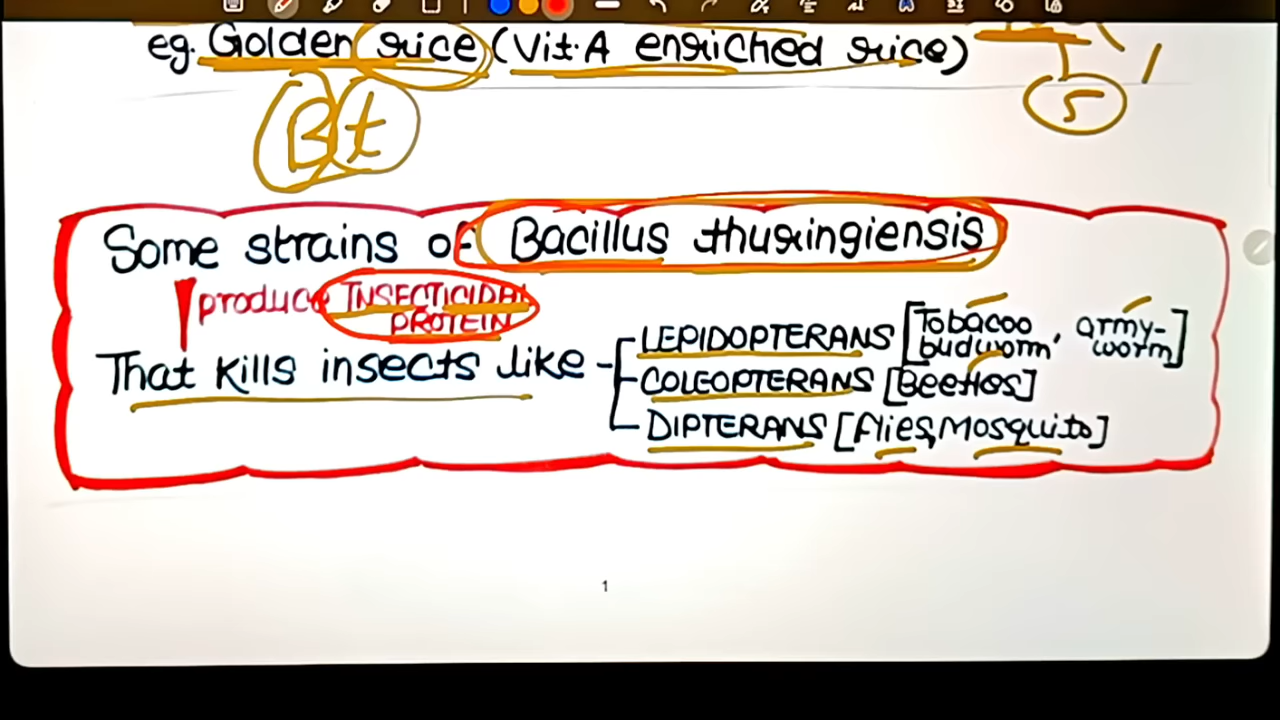 eg. Golden rice (Vit. A enriched rice)
5
Bt
Some strains of Bacillus thuringiensis
produce INSECTICIDAL
PROTEIN
That kills insects like
LEPIDOPTERANS [Tobacoo budworm, army-worm]
COLEOPTERANS [Beetles]
DIPTERANS [flies, Mosquito]
1